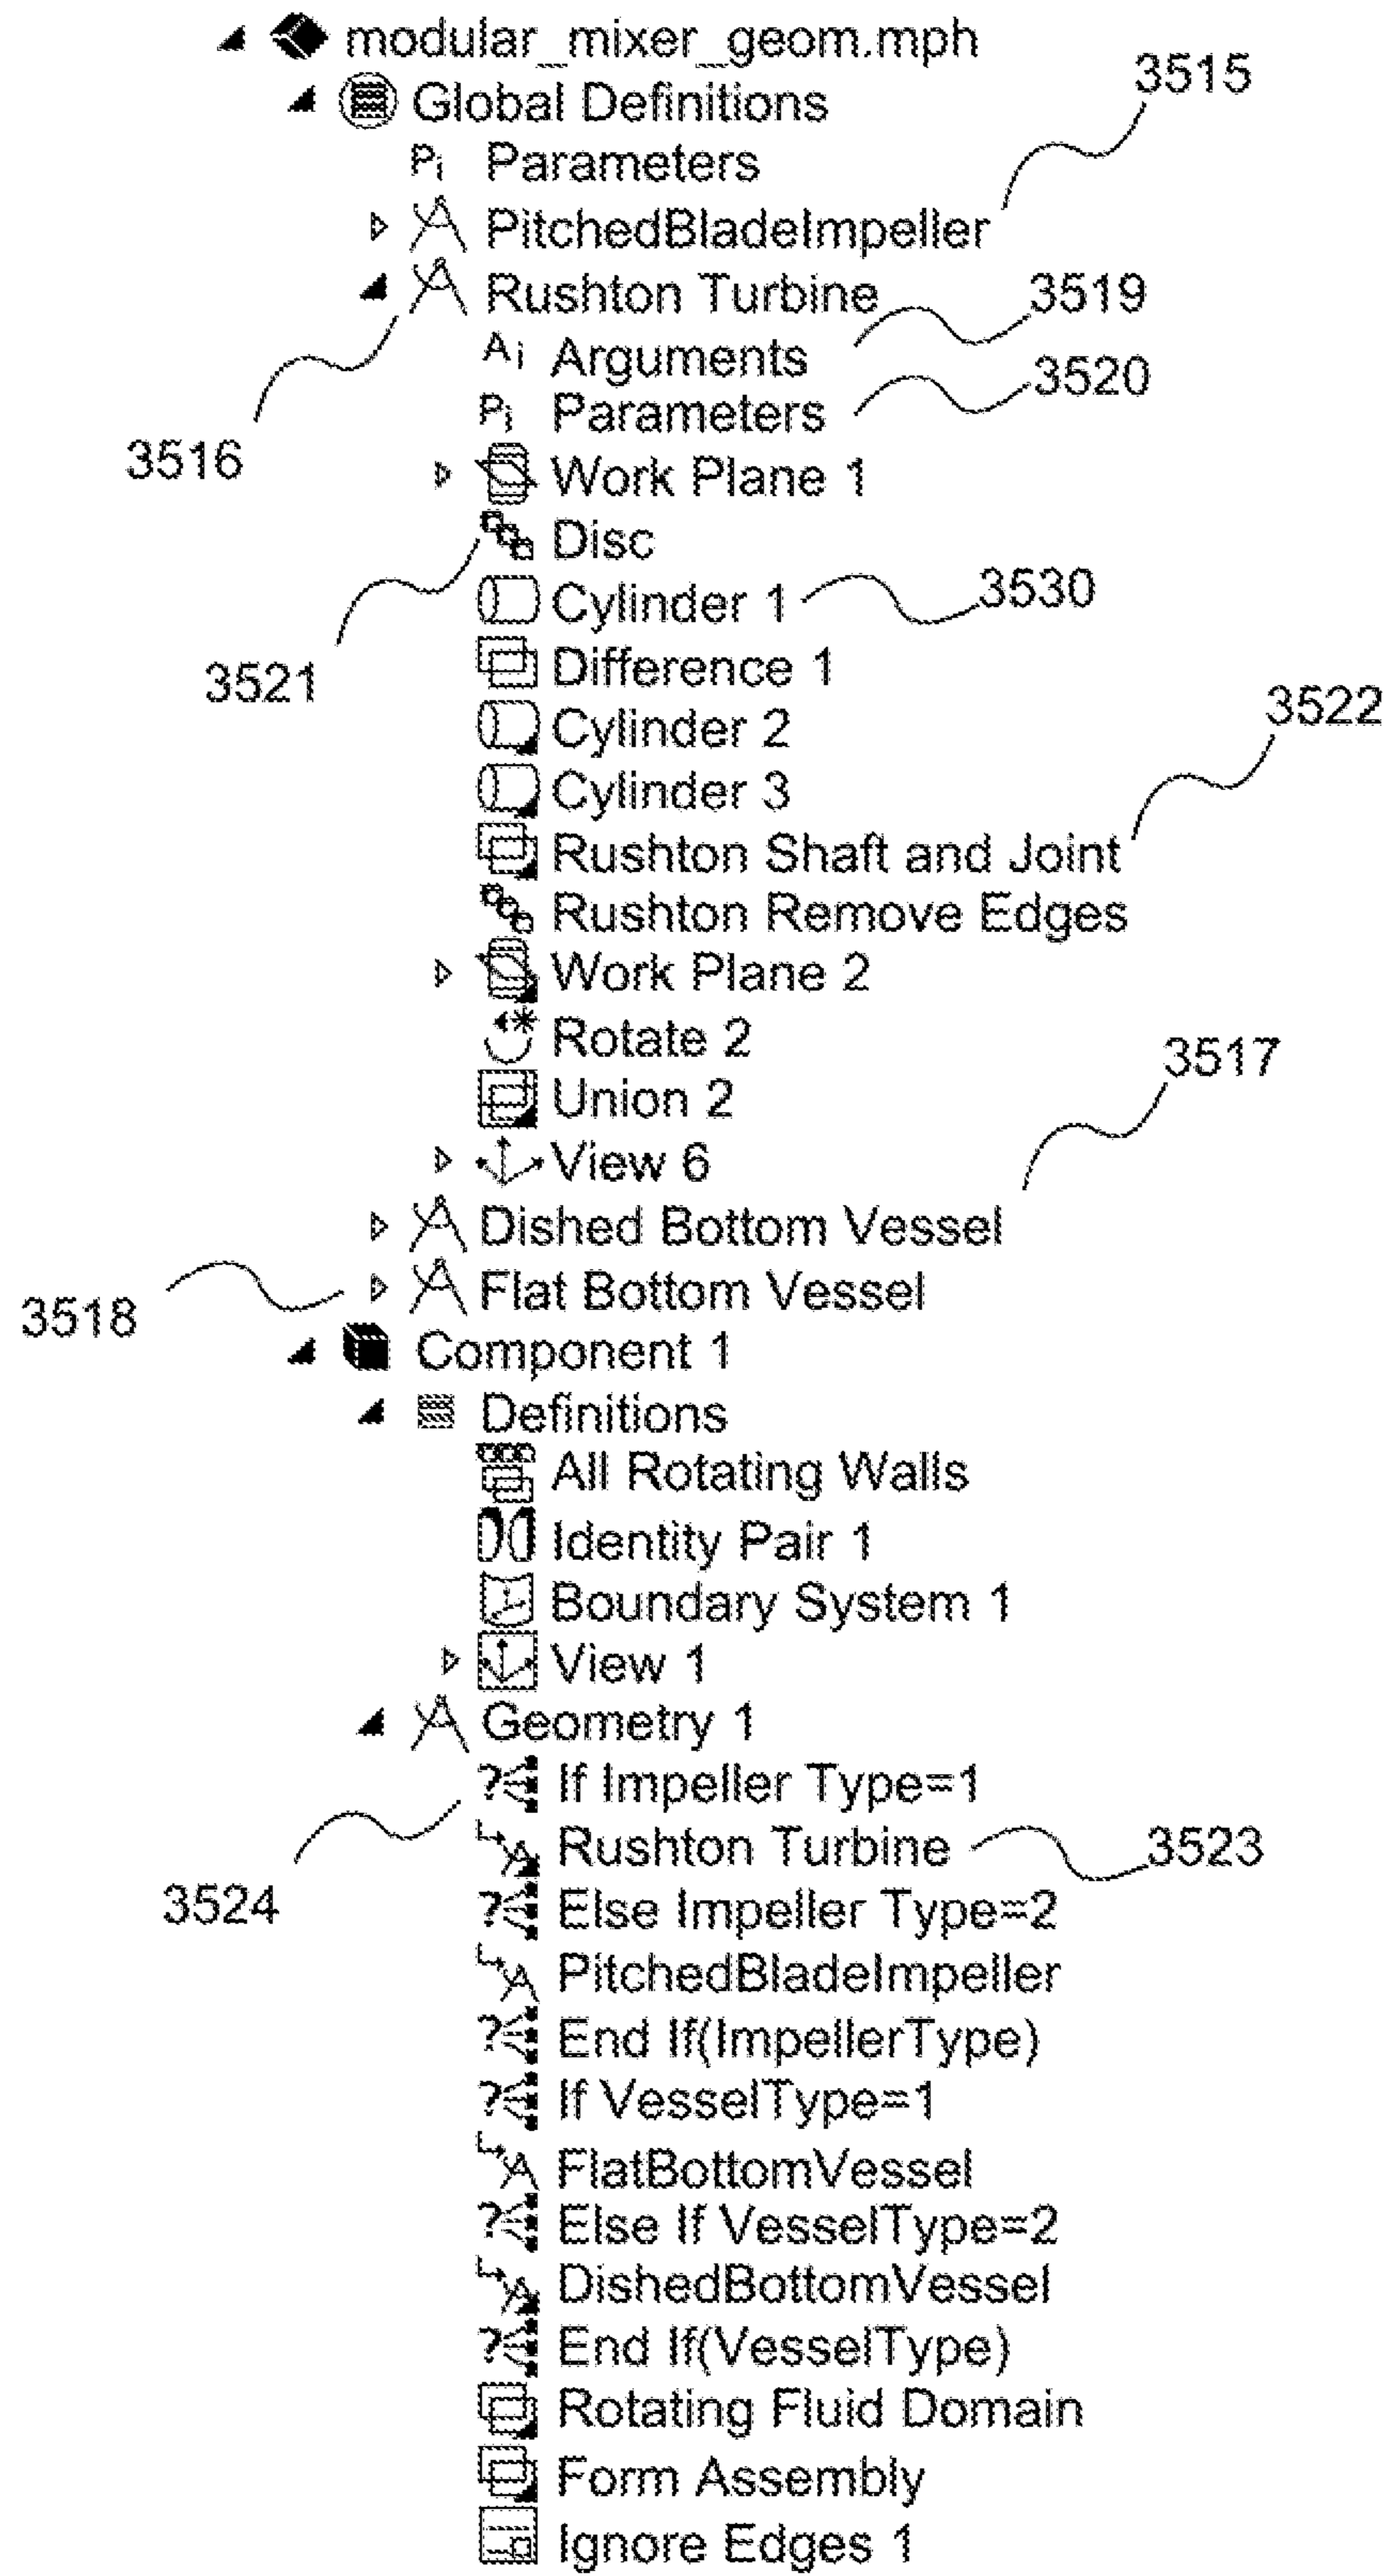 modular_mixer_geom.mph
3515
Global Definitions
Pi Parameters
PitchedBladeImpeller
Rushton Turbine
3519
Ai Arguments
3520
Pi Parameters
3516
Work Plane 1
Disc
3530
Cylinder 1
3521
Difference 1
3522
Cylinder 2
Cylinder 3
Rushton Shaft and Joint
Rushton Remove Edges
Work Plane 2
Rotate 2
3517
Union 2
View 6
Dished Bottom Vessel
Flat Bottom Vessel
3518
Component 1
Definitions
All Rotating Walls
Identity Pair 1
Boundary System 1
View 1
Geometry 1
? If Impeller Type=1
Rushton Turbine
3523
3524
? Else Impeller Type=2
PitchedBladeImpeller
? End If(ImpellerType)
? If VesselType=1
FlatBottomVessel
? Else If VesselType=2
DishedBottomVessel
? End If(VesselType)
Rotating Fluid Domain
Form Assembly
Ignore Edges 1